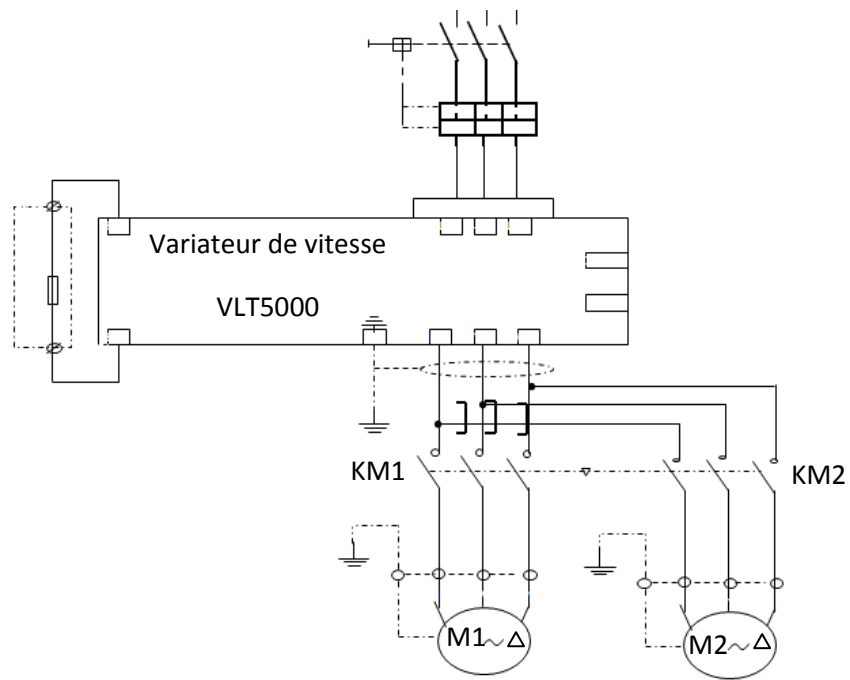 Variateur de vitesse
VLT5000
KM1
KM2
M1 ~ Δ
M2 ~ Δ